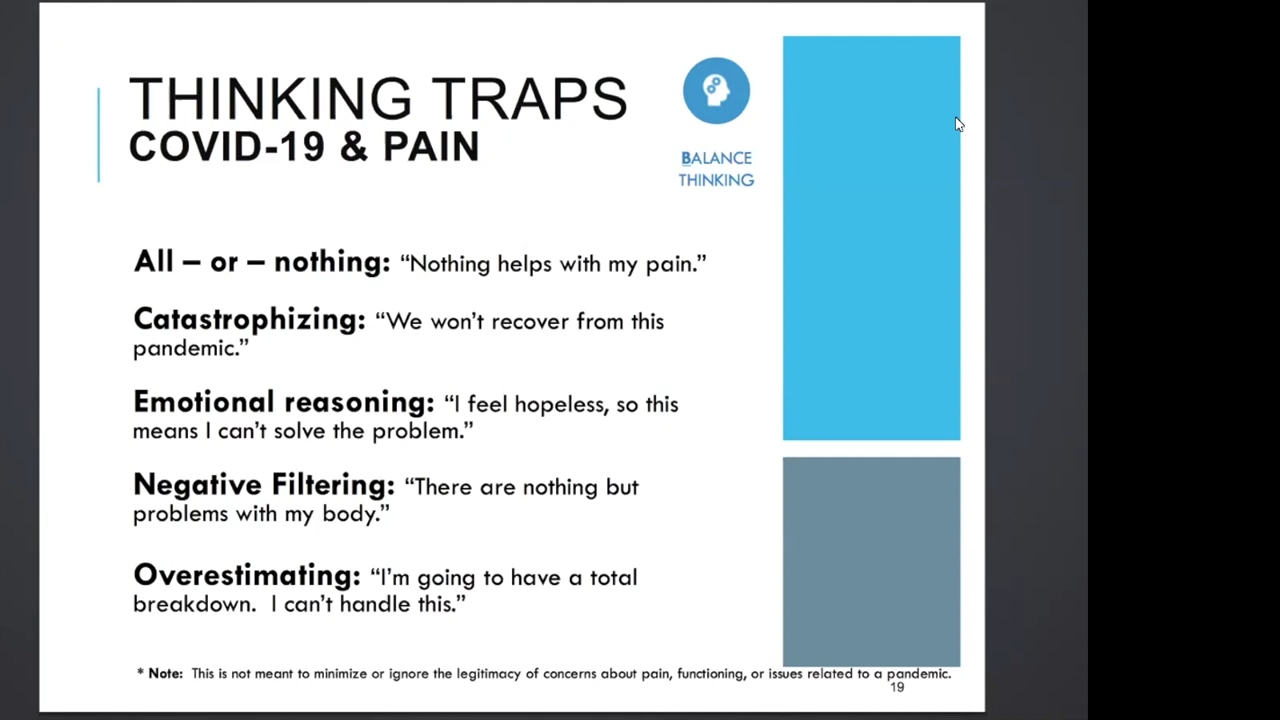 THINKING TRAPS
COVID-19 & PAIN
BALANCE
THINKING
All – or – nothing: “Nothing helps with my pain.”
Catastrophizing: “We won’t recover from this
pandemic.”
Emotional reasoning: “I feel hopeless, so this
means I can’t solve the problem.”
Negative Filtering: “There are nothing but
problems with my body.”
Overestimating: “I’m going to have a total
breakdown.  I can’t handle this.”
* Note:  This is not meant to minimize or ignore the legitimacy of concerns about pain, functioning, or issues related to a pandemic.
19